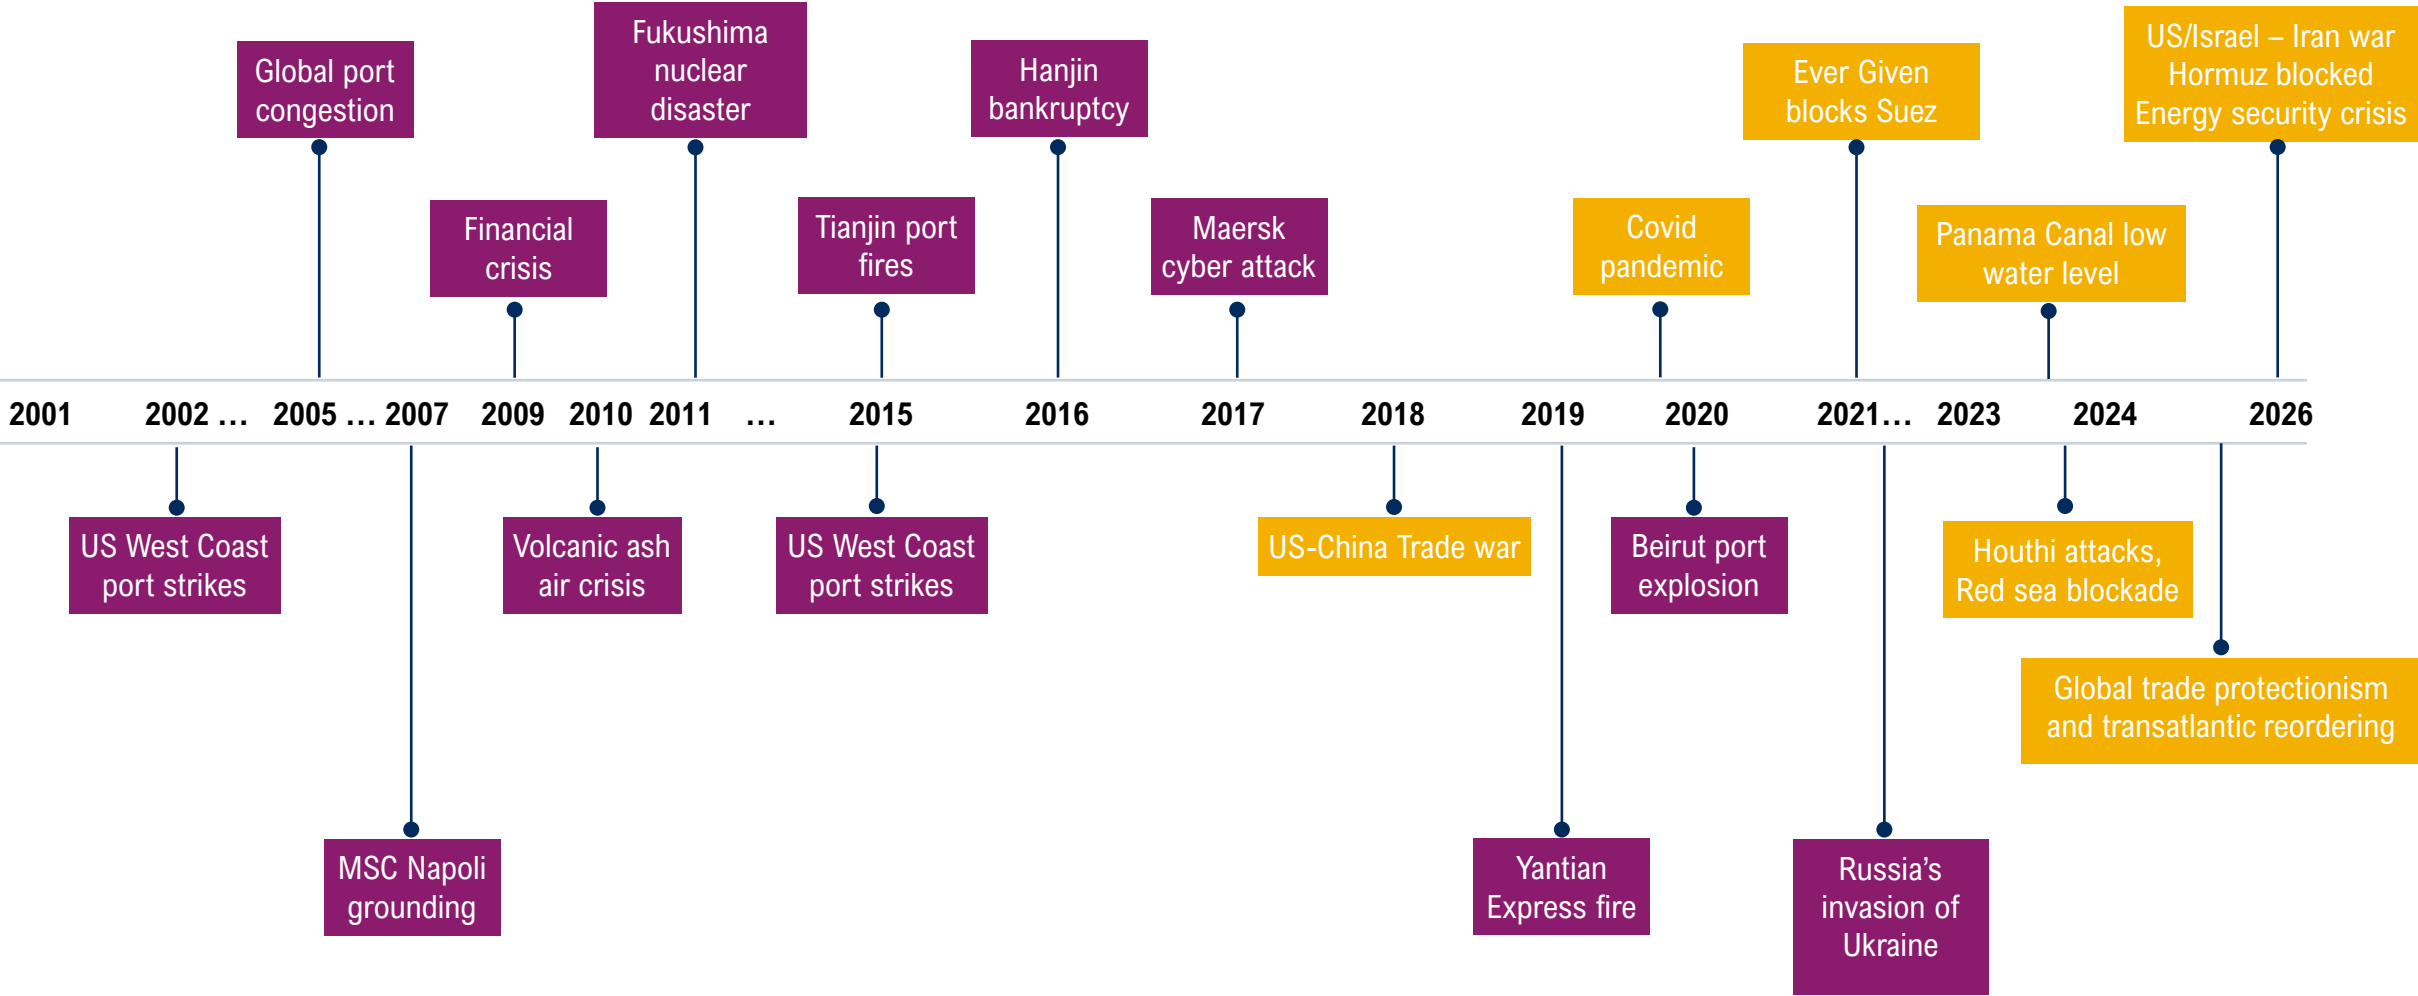 Global port
congestion
Fukushima
nuclear
disaster
Hanjin
bankruptcy
Ever Given
blocks Suez
US/Israel – Iran war
Hormuz blocked
Energy security crisis
Financial
crisis
Tianjin port
fires
Maersk
cyber attack
Covid
pandemic
Panama Canal low
water level
2001 2002 … 2005 … 2007 2009 2010 2011 … 2015 2016 2017 2018 2019 2020 2021… 2023 2024 2026
US West Coast
port strikes
Volcanic ash
air crisis
US West Coast
port strikes
US-China Trade war
Beirut port
explosion
Houthi attacks,
Red sea blockade
Global trade protectionism
and transatlantic reordering
MSC Napoli
grounding
Yantian
Express fire
Russia’s
invasion of
Ukraine